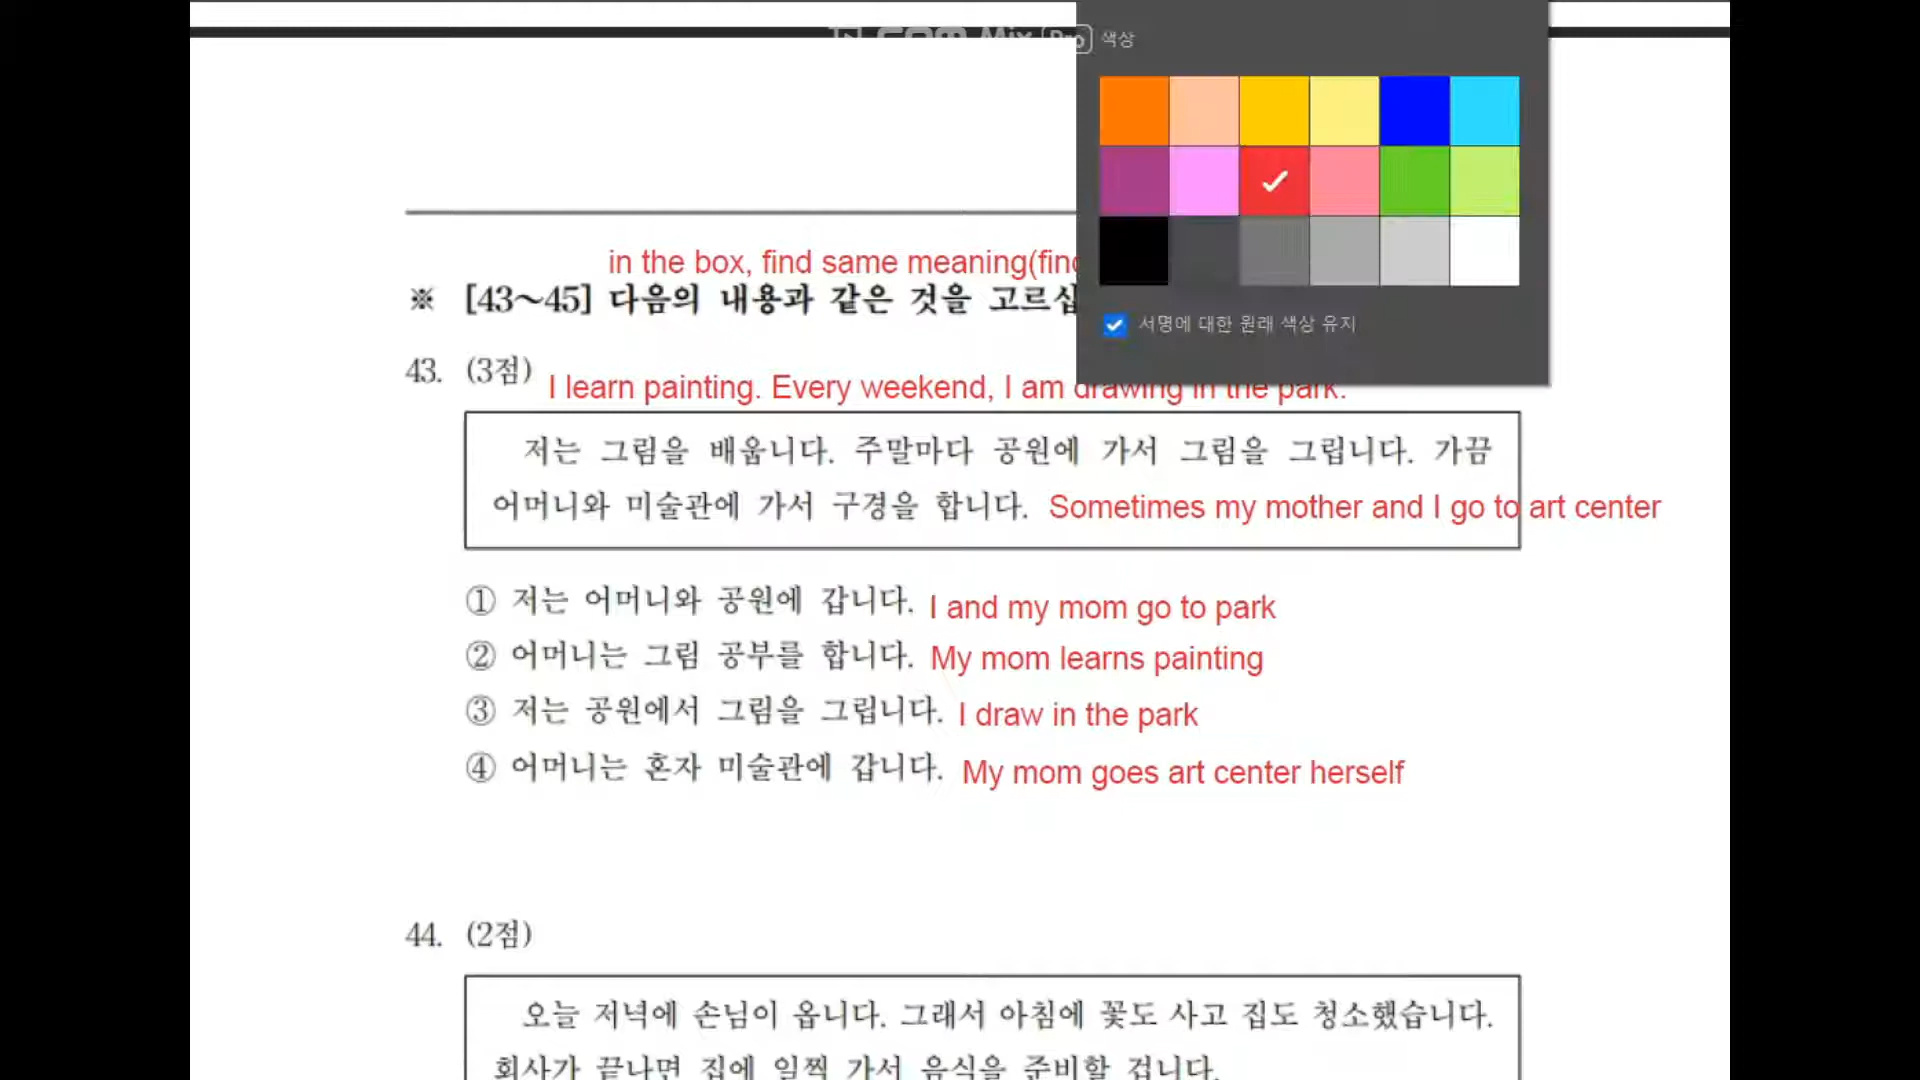 Pro 색상
in the box, find same meaning(find
※ [43~45] 다음의 내용과 같은 것을 고르십
서명에 대한 원래 색상 유지
43. (3점)
I learn painting. Every weekend, I am drawing in the park.
저는 그림을 배웁니다. 주말마다 공원에 가서 그림을 그립니다. 가끔
어머니와 미술관에 가서 구경을 합니다. Sometimes my mother and I go to art center
① 저는 어머니와 공원에 갑니다. I and my mom go to park
② 어머니는 그림 공부를 합니다. My mom learns painting
③ 저는 공원에서 그림을 그립니다. I draw in the park
④ 어머니는 혼자 미술관에 갑니다. My mom goes art center herself
44. (2점)
오늘 저녁에 손님이 옵니다. 그래서 아침에 꽃도 사고 집도 청소했습니다.
회사가 끝나면 집에 일찍 가서 음식을 준비할 겁니다.